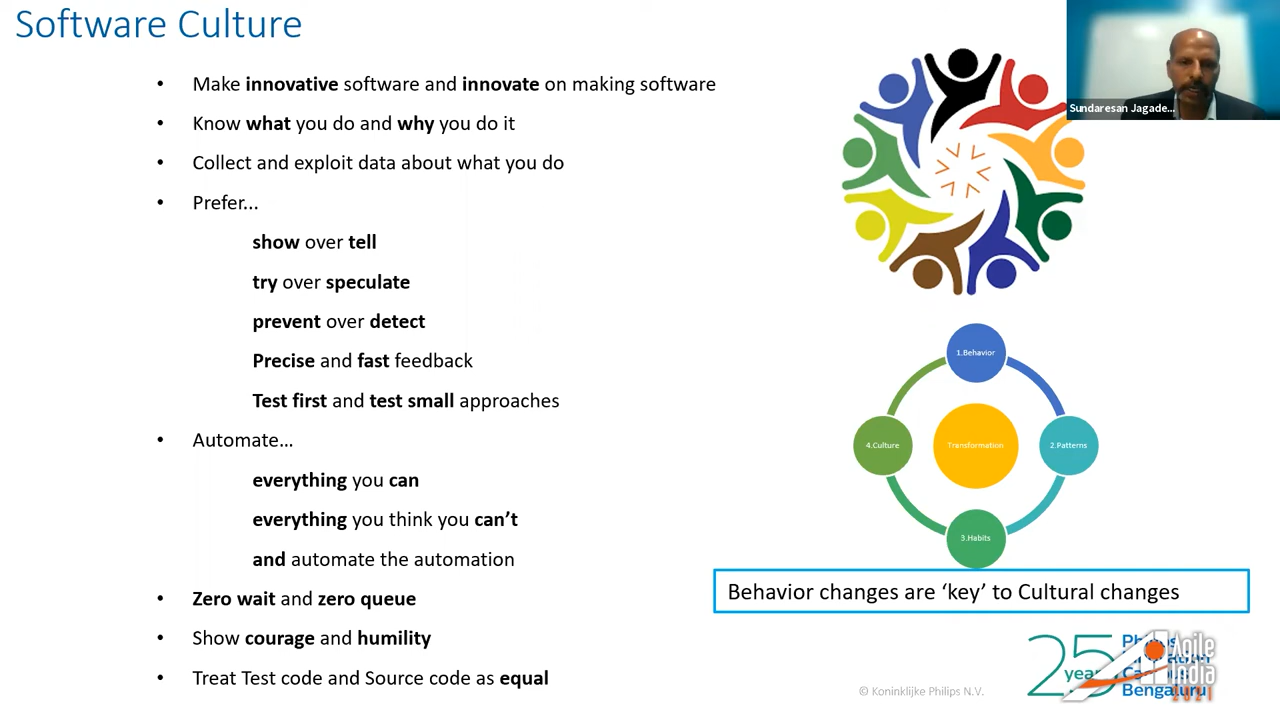 Software Culture
• Make innovative software and innovate on making software
• Know what you do and why you do it
• Collect and exploit data about what you do
• Prefer...
show over tell
try over speculate
prevent over detect
Precise and fast feedback
Test first and test small approaches
• Automate...
everything you can
everything you think you can’t
and automate the automation
• Zero wait and zero queue
• Show courage and humility
• Treat Test code and Source code as equal
Sundaresan Jagade...
1.Behavior
4.Culture
Transformation
2.Patterns
3.Habits
Behavior changes are ‘key’ to Cultural changes
© Koninklijke Philips N.V.
25
years
Bengaluru
Agile
India
2021